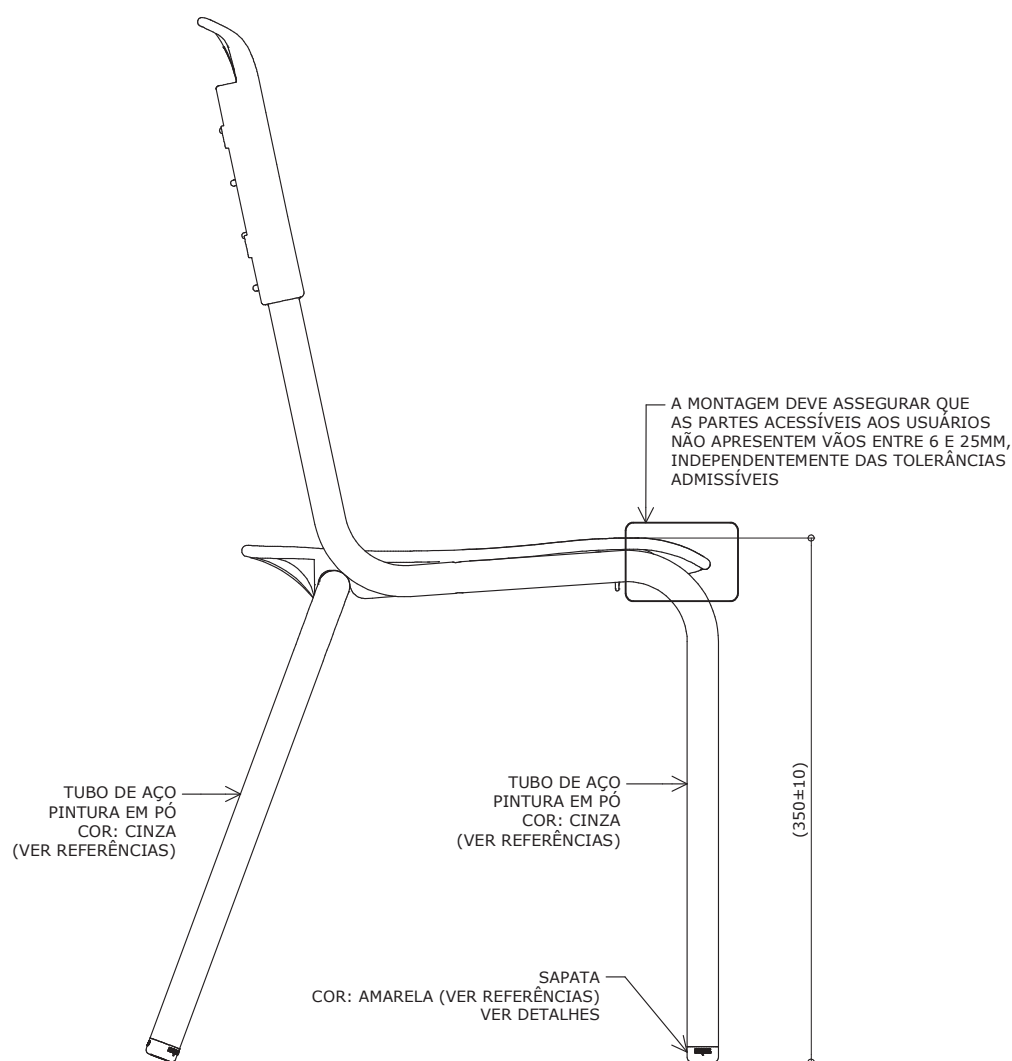 A MONTAGEM DEVE ASSEGURAR QUE
AS PARTES ACESSÍVEIS AOS USUÁRIOS
NÃO APRESENTEM VÃOS ENTRE 6 E 25MM,
INDEPENDENTEMENTE DAS TOLERÂNCIAS
ADMISSÍVEIS
TUBO DE AÇO
PINTURA EM PÓ
COR: CINZA
(VER REFERÊNCIAS)
TUBO DE AÇO
PINTURA EM PÓ
COR: CINZA
(VER REFERÊNCIAS)
(350±10)
SAPATA
COR: AMARELA (VER REFERÊNCIAS)
VER DETALHES